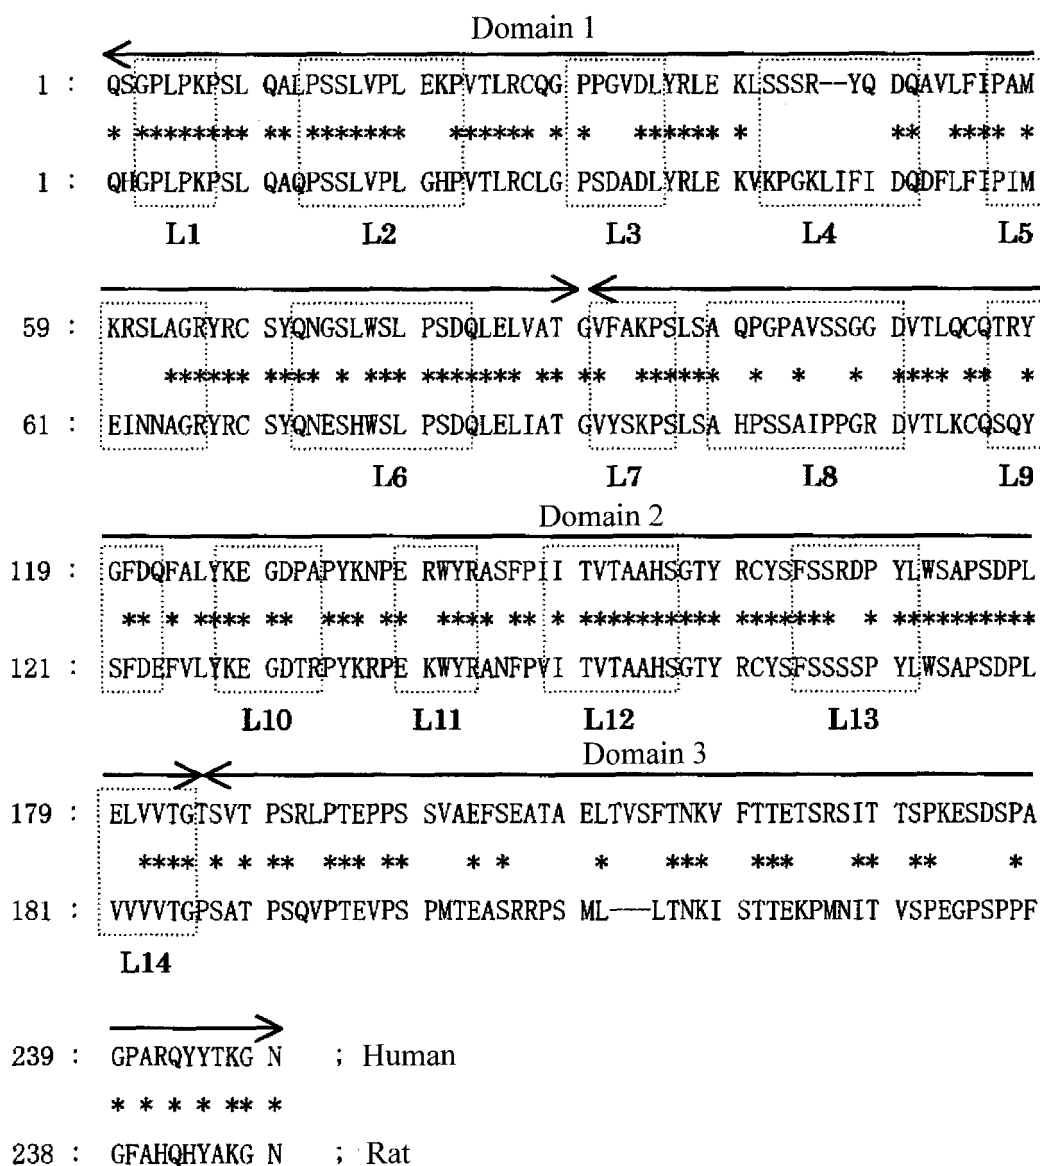 Domain 1
1 : QSGPLPKPSL QALPSSLVPL EKPVTLRCQG PPGVDLYRLE KLSSSR--YQ DQAVLFIPAM
* ******** ** ******* ****** * * ****** * ** **** *
1 : QHGPLPKPSL QAQPSSLVPL GHPVTLRCLG PSDADLYRLE KVKPGKLIFI DQDFLFIPIM
L1 L2 L3 L4 L5
59 : KRSLAGRYRC SYQNGSLWSL PSDQLELVAT GVFAKPSLSA QPGPAVSSGG DVTLQCQTRY
****** **** * *** ******* ** ** ****** * * * **** ** *
61 : EINNAGRYRC SYQNESHWSL PSDQLELIAT GVYSKPSLSA HPSSAIPPGR DVTLKCQSQY
L6 L7 L8 L9
Domain 2
119 : GFDQFALYKE GDPAPYKNPE RWYRASFPII TVTAAHSGTY RCYSFSSRDP YLWSAPSDPL
** * **** ** *** ** **** ** * ********** ******* * **********
121 : SFDEFVLYKE GDTRPYKRPE KWYRANFPVI TVTAAHSGTY RCYSFSSSSP YLWSAPSDPL
L10 L11 L12 L13
Domain 3
179 : ELVVTGTSVT PSRLPTEPPS SVAEFSEATA ELTVSFTNKV FTTETSRSIT TSPKESDSPA
**** * * ** *** ** * * * *** *** ** ** *
181 : VVVVTGPSAT PSQVPTEVPS PMTEASRRPS ML---LTNKI STTEKPMNIT VSPEGPSPPF
L14
239 : GPARQYYTKG N ; Human
* * * * ** *
238 : GFAHQHYAKG N ; Rat